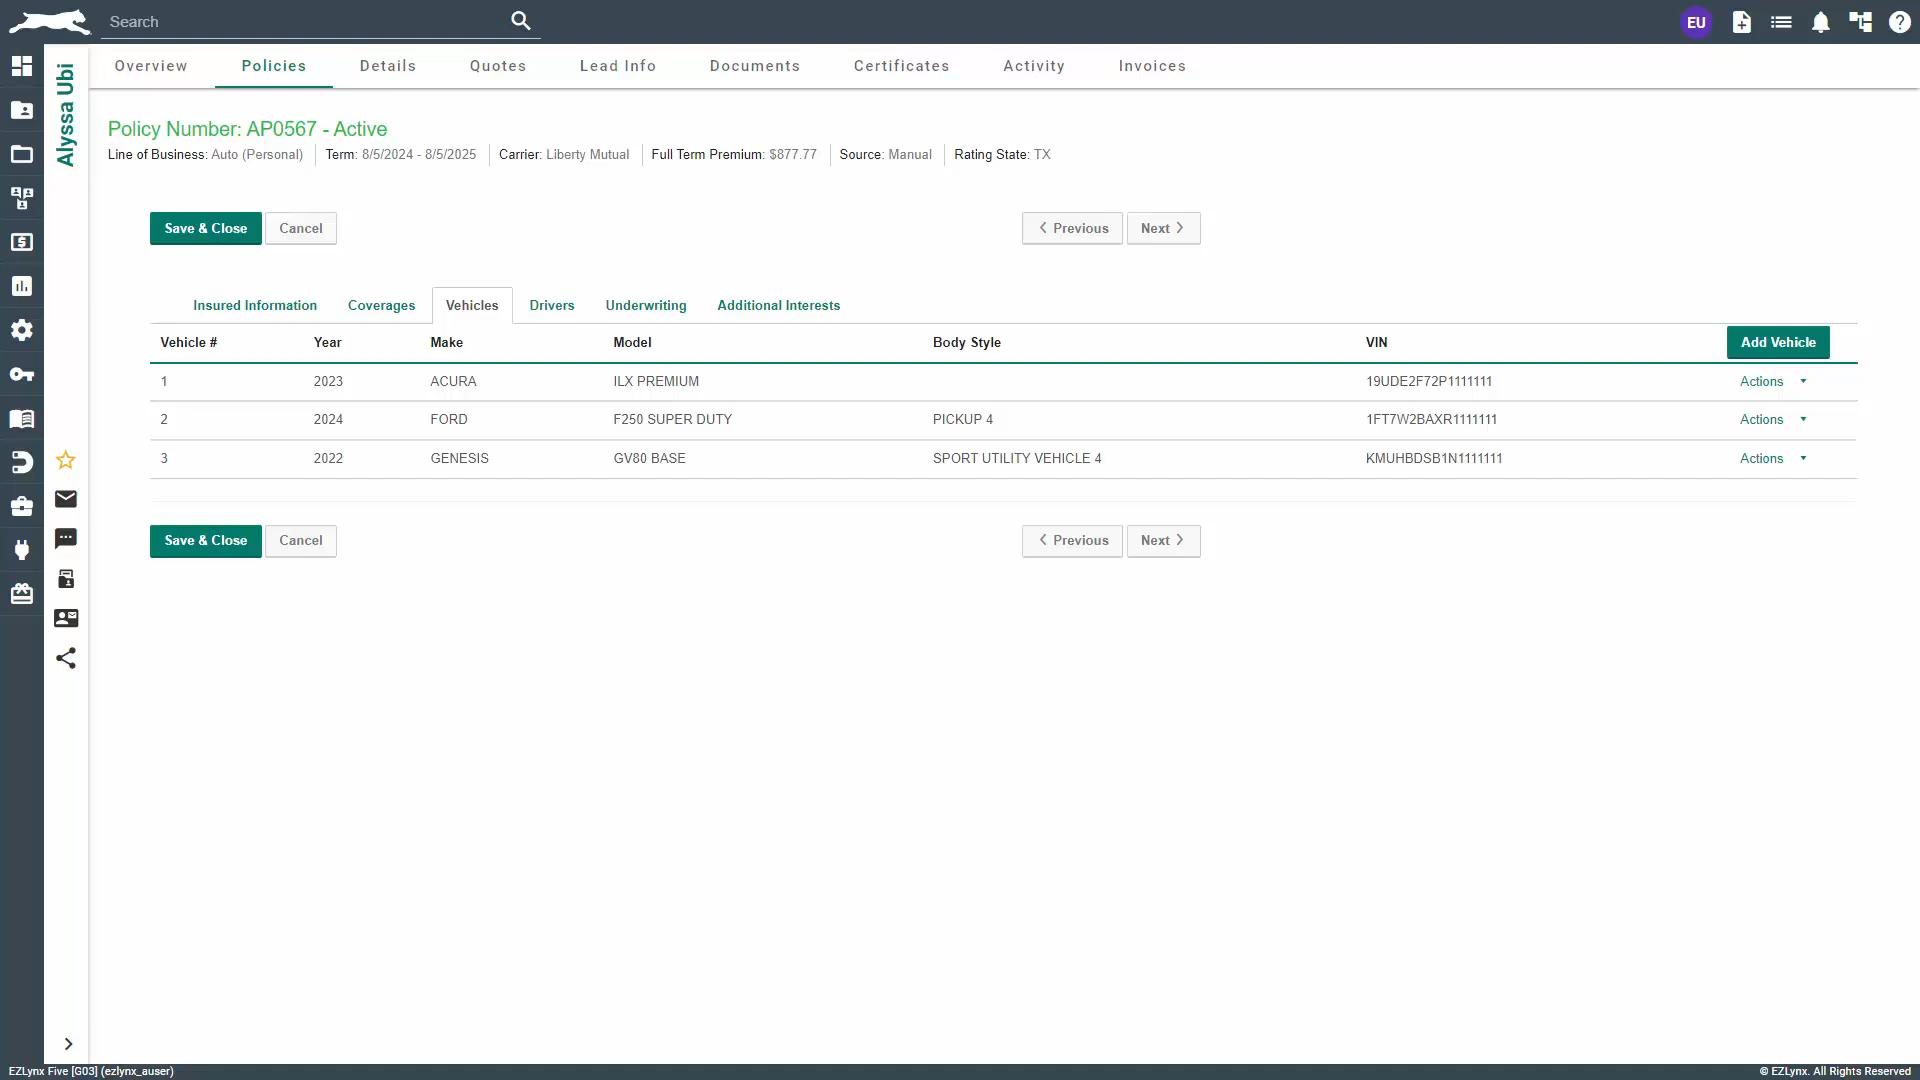 Search
EU
Alyssa Ubi
Overview Policies Details Quotes Lead Info Documents Certificates Activity Invoices
Policy Number: AP0567 - Active
Line of Business: Auto (Personal) Term: 8/5/2024 - 8/5/2025 Carrier: Liberty Mutual Full Term Premium: $877.77 Source: Manual Rating State: TX
Save & Close Cancel Previous Next
Insured Information Coverages Vehicles Drivers Underwriting Additional Interests
Vehicle # Year Make Model Body Style VIN Add Vehicle
1 2023 ACURA ILX PREMIUM 19UDE2F72P1111111 Actions
2 2024 FORD F250 SUPER DUTY PICKUP 4 1FT7W2BAXR1111111 Actions
3 2022 GENESIS GV80 BASE SPORT UTILITY VEHICLE 4 KMUHBDSB1N1111111 Actions
Save & Close Cancel Previous Next
EZLynx Five [G03] (ezlynx_auser) © EZLynx. All Rights Reserved